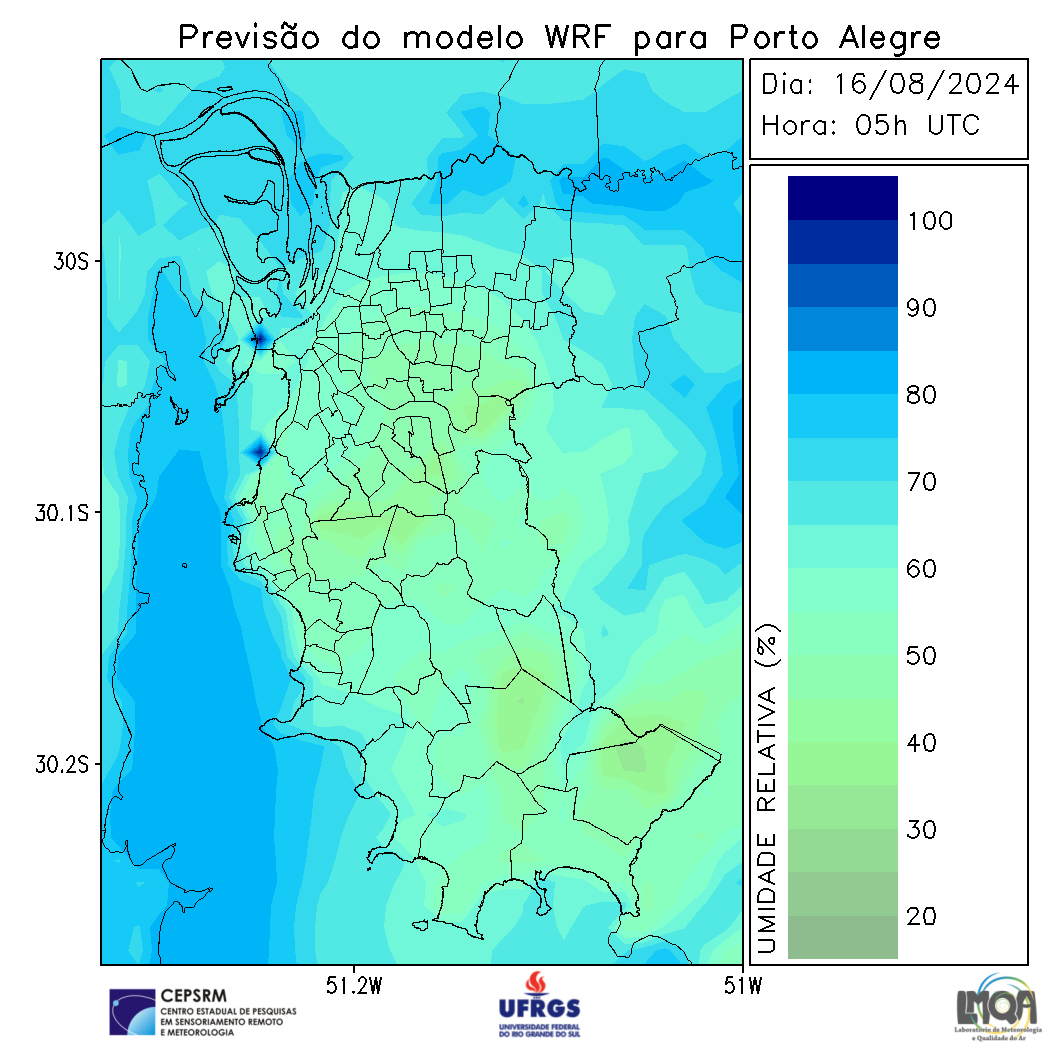 Previsão do modelo WRF para Porto Alegre
Dia: 16/08/2024
Hora: 05h UTC
100
90
80
70
60
50
40
30
20
UMIDADE RELATIVA (%)
30S
30.1S
30.2S
51.2W
51W
CEPSRM
CENTRO ESTADUAL DE PESQUISAS
EM SENSORIAMENTO REMOTO
E METEOROLOGIA
UFRGS
UNIVERSIDADE FEDERAL
DO RIO GRANDE DO SUL
LMQA
Laboratório de Meteorologia
e Qualidade do Ar